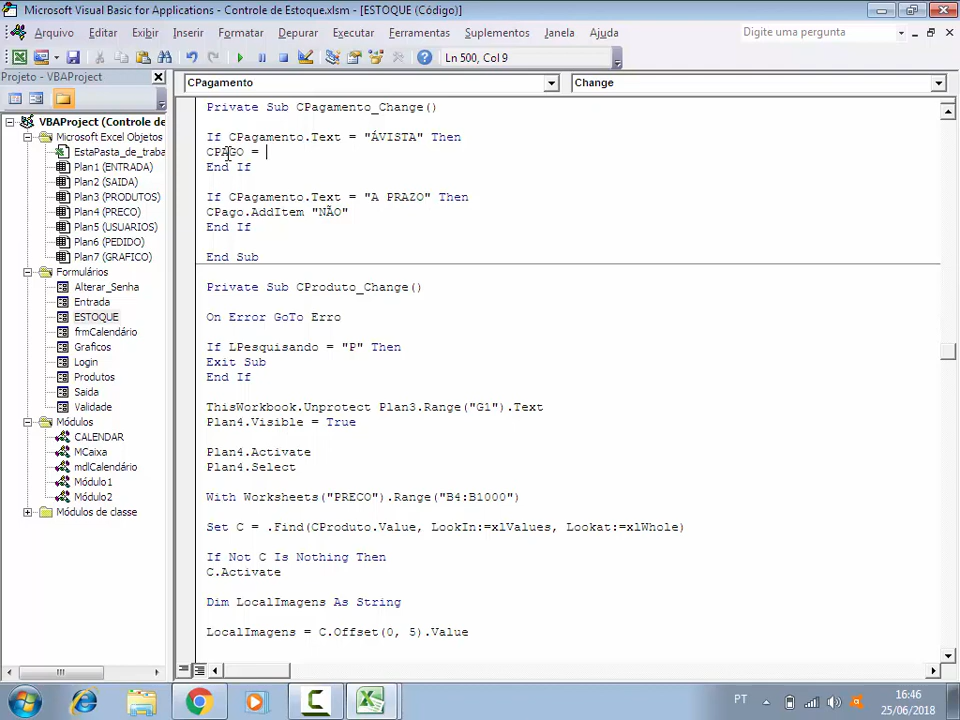 Microsoft Visual Basic for Applications - Controle de Estoque.xlsm - [ESTOQUE (Código)]
Arquivo Editar Exibir Inserir Formatar Depurar Executar Ferramentas Suplementos Janela Ajuda
Digite uma pergunta
Ln 500, Col 9
Projeto - VBAProject
CPagamento
Change
VBAProject (Controle de
Microsoft Excel Objetos
EstaPasta_de_traba
Plan1 (ENTRADA)
Plan2 (SAIDA)
Plan3 (PRODUTOS)
Plan4 (PRECO)
Plan5 (USUARIOS)
Plan6 (PEDIDO)
Plan7 (GRAFICO)
Formulários
Alterar_Senha
Entrada
ESTOQUE
frmCalendário
Graficos
Login
Produtos
Saida
Validade
Módulos
CALENDAR
MCaixa
mdlCalendário
Módulo1
Módulo2
Módulos de classe
Private Sub CPagamento_Change()
If CPagamento.Text = "ÁVISTA" Then
CPAGO =
End If
If CPagamento.Text = "A PRAZO" Then
CPago.AddItem "NÃO"
End If
End Sub
Private Sub CProduto_Change()
On Error GoTo Erro
If LPesquisando = "P" Then
Exit Sub
End If
ThisWorkbook.Unprotect Plan3.Range("G1").Text
Plan4.Visible = True
Plan4.Activate
Plan4.Select
With Worksheets("PRECO").Range("B4:B1000")
Set C = .Find(CProduto.Value, LookIn:=xlValues, Lookat:=xlWhole)
If Not C Is Nothing Then
C.Activate
Dim LocalImagens As String
LocalImagens = C.Offset(0, 5).Value
PT
16:46
25/06/2018